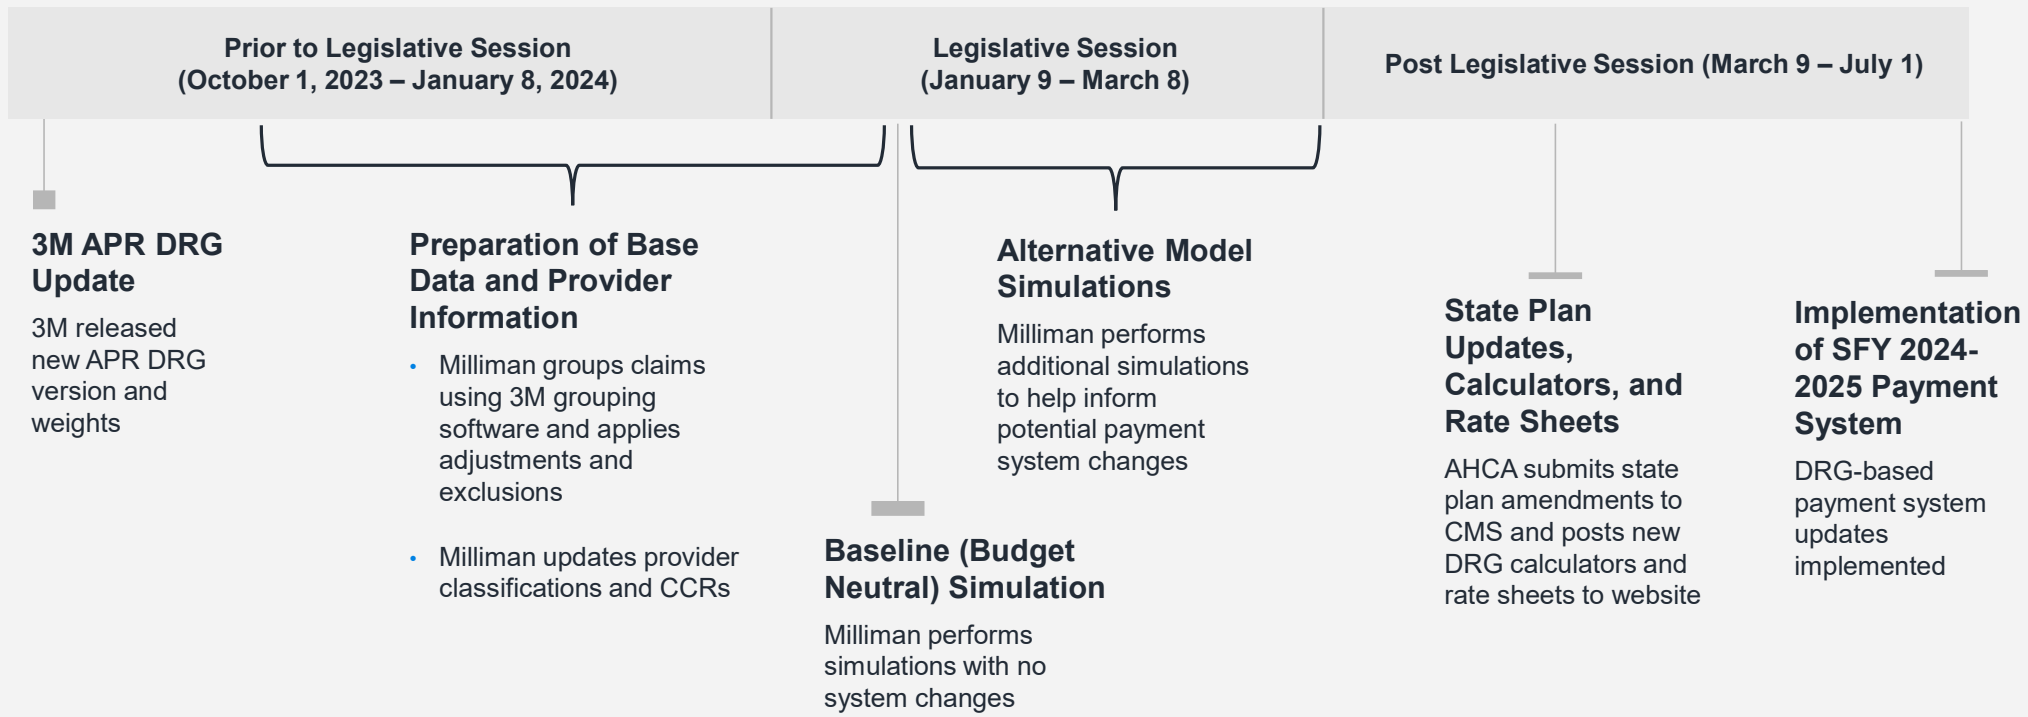 Prior to Legislative Session
(October 1, 2023 – January 8, 2024)
Legislative Session
(January 9 – March 8)
Post Legislative Session (March 9 – July 1)
3M APR DRG
Update
3M released
new APR DRG
version and
weights
Preparation of Base
Data and Provider
Information
• Milliman groups claims
using 3M grouping
software and applies
adjustments and
exclusions
• Milliman updates provider
classifications and CCRs
Baseline (Budget
Neutral) Simulation
Milliman performs
simulations with no
system changes
Alternative Model
Simulations
Milliman performs
additional simulations
to help inform
potential payment
system changes
State Plan
Updates,
Calculators, and
Rate Sheets
AHCA submits state
plan amendments to
CMS and posts new
DRG calculators and
rate sheets to website
Implementation
of SFY 2024-
2025 Payment
System
DRG-based
payment system
updates
implemented